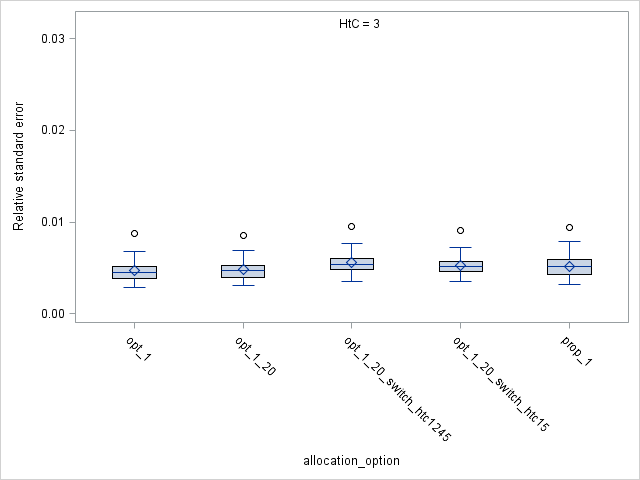 HtC = 3
0.03
0.02
0.01
0.00
Relative standard error
opt_1
opt_1_20
opt_1_20_switch_htc1245
opt_1_20_switch_htc15
prop_1
allocation_option